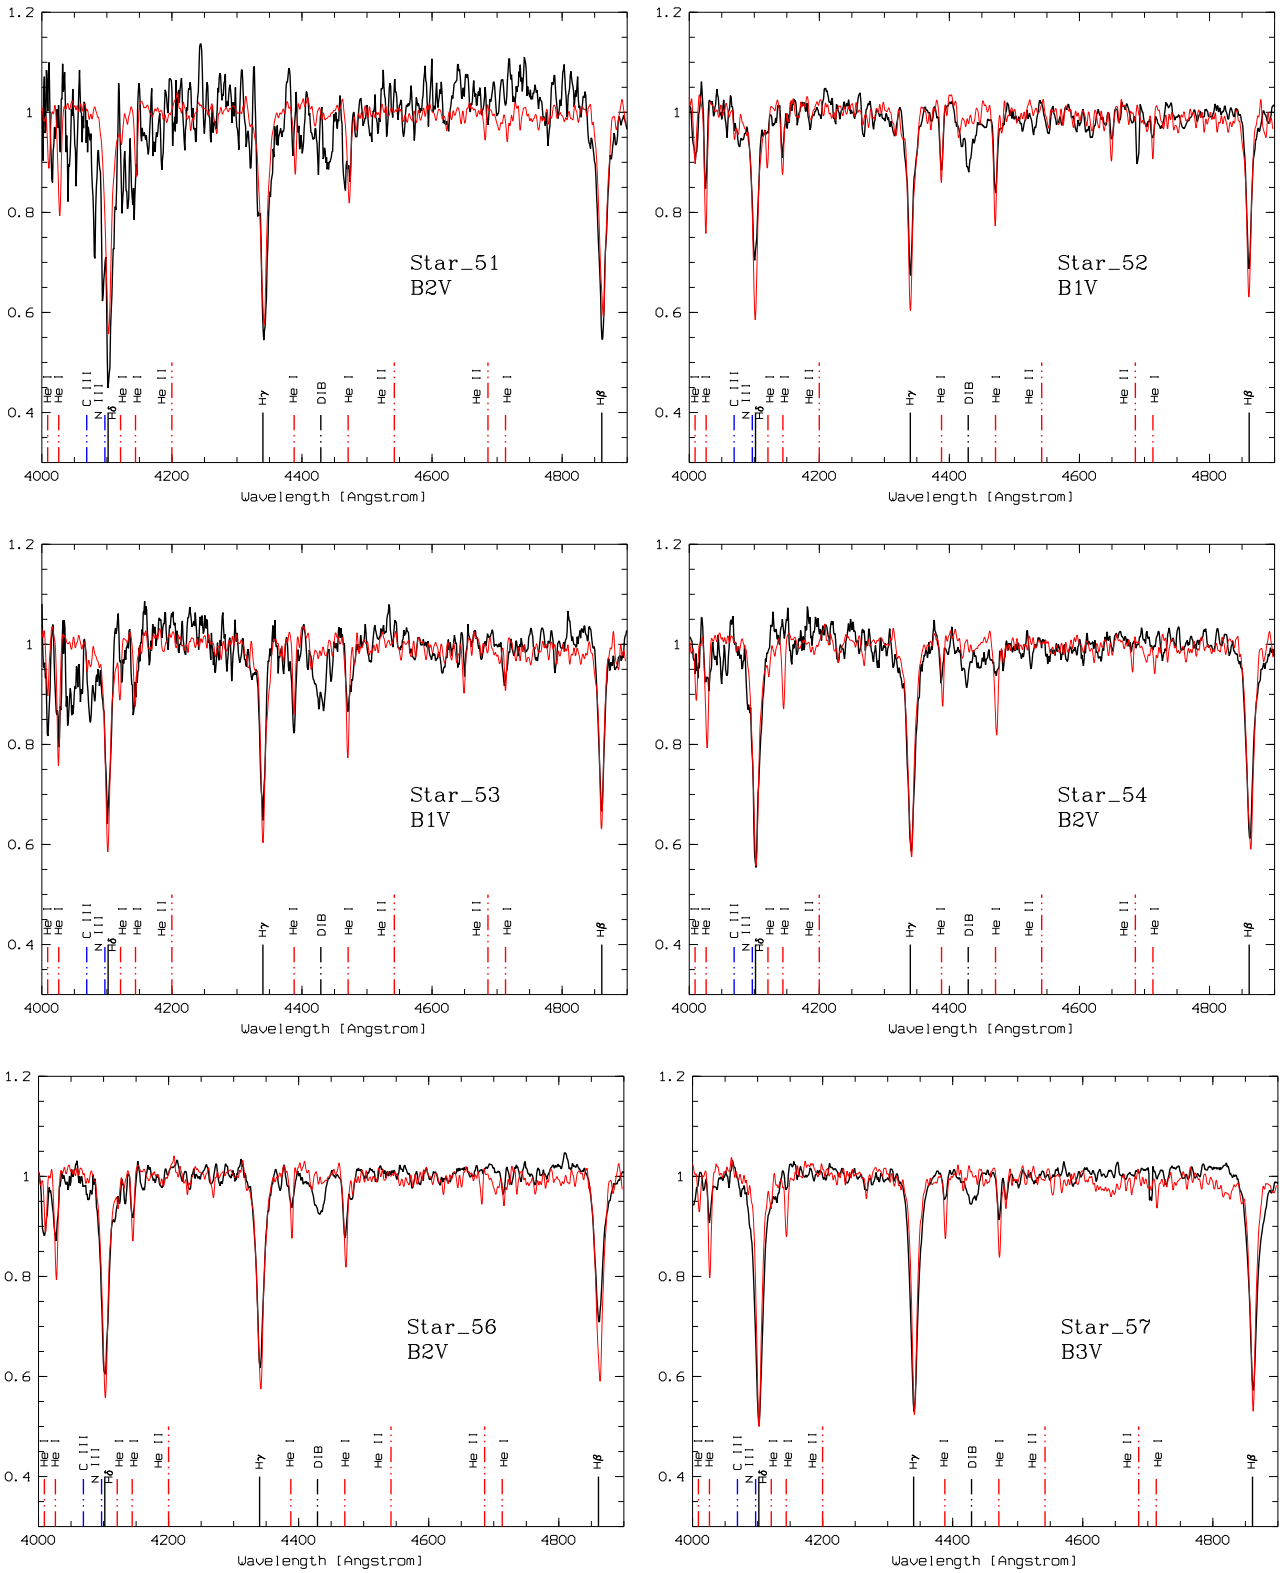 1.2
1
0.8
0.6
0.4
Star_51
B2V
He I
He I
C III
N III
Hδ
He I
He I
He II
Hγ
He I
DIB
He I
He II
He II
He I
Hβ
4000 4200 4400 4600 4800
Wavelength [Angstrom]
1.2
1
0.8
0.6
0.4
Star_52
B1V
He I
He I
C III
N III
Hδ
He I
He I
He II
Hγ
He I
DIB
He I
He II
He II
He I
Hβ
4000 4200 4400 4600 4800
Wavelength [Angstrom]
1.2
1
0.8
0.6
0.4
Star_53
B1V
He I
He I
C III
N III
Hδ
He I
He I
He II
Hγ
He I
DIB
He I
He II
He II
He I
Hβ
4000 4200 4400 4600 4800
Wavelength [Angstrom]
1.2
1
0.8
0.6
0.4
Star_54
B2V
He I
He I
C III
N III
Hδ
He I
He I
He II
Hγ
He I
DIB
He I
He II
He II
He I
Hβ
4000 4200 4400 4600 4800
Wavelength [Angstrom]
1.2
1
0.8
0.6
0.4
Star_56
B2V
He I
He I
C III
N III
Hδ
He I
He I
He II
Hγ
He I
DIB
He I
He II
He II
He I
Hβ
4000 4200 4400 4600 4800
Wavelength [Angstrom]
1.2
1
0.8
0.6
0.4
Star_57
B3V
He I
He I
C III
N III
Hδ
He I
He I
He II
Hγ
He I
DIB
He I
He II
He II
He I
Hβ
4000 4200 4400 4600 4800
Wavelength [Angstrom]